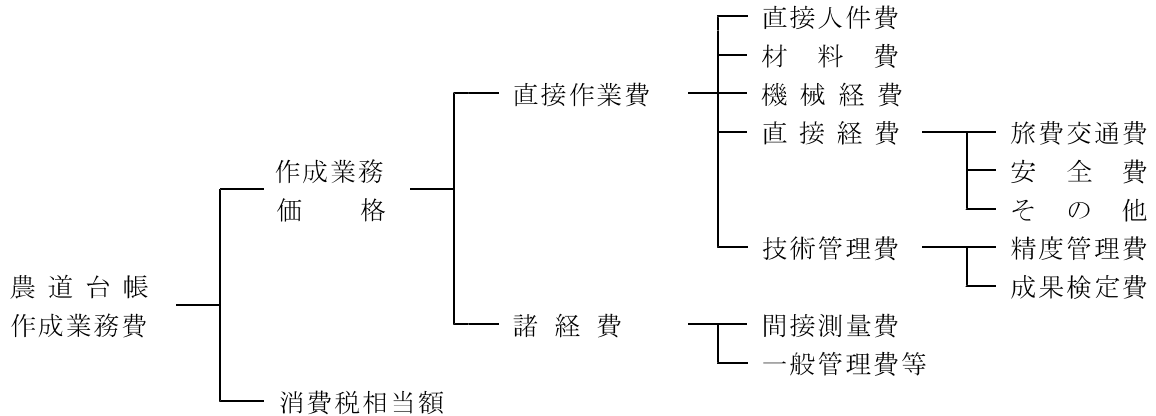 直接人件費
材料費
直接作業費
機械経費
直接経費
旅費交通費
作成業務
価格
安全費
その他
技術管理費
精度管理費
農道台帳
作成業務費
成果検定費
諸経費
間接測量費
一般管理費等
消費税相当額